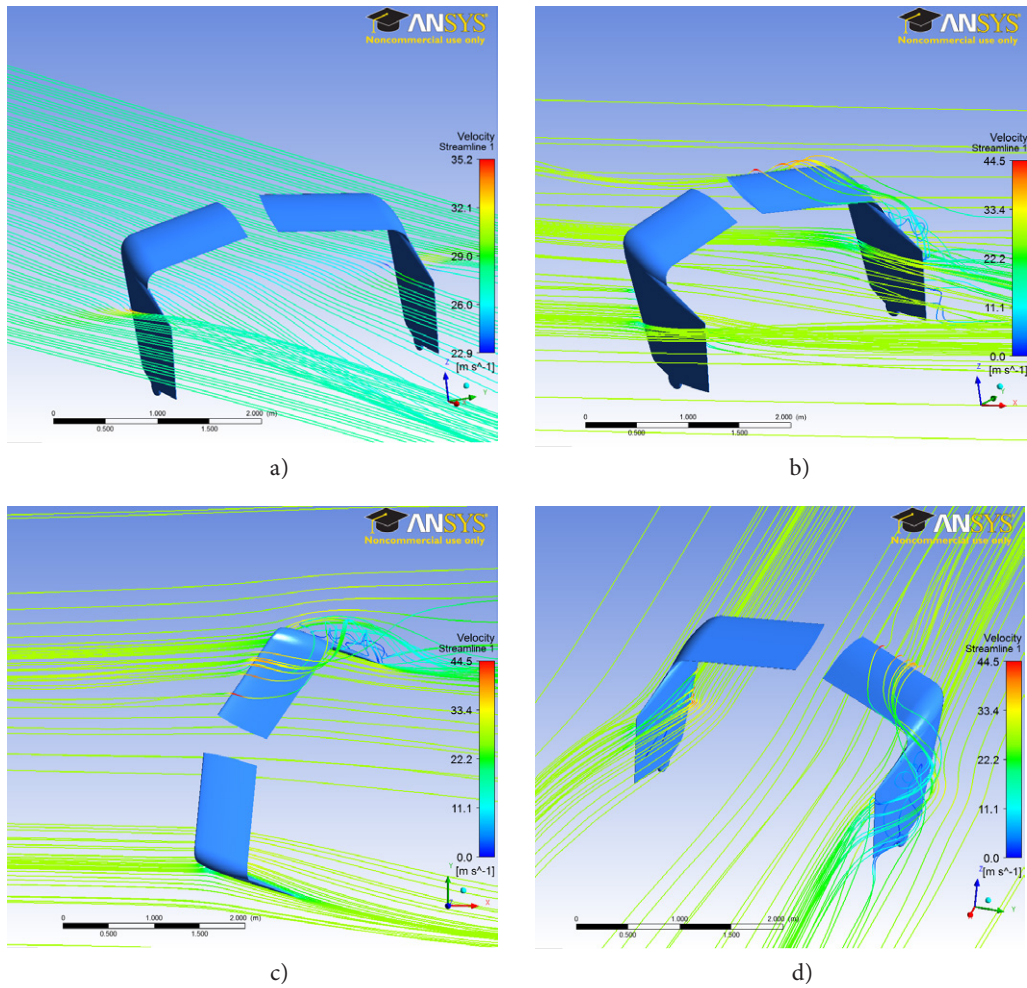 ANSYS
Noncommercial use only
Velocity
Streamline 1
35.2
32.1
29.0
26.0
22.9
[m s^-1]
Z
Y
0 1.000 2.000 (m)
0.500 1.500
a)
ANSYS
Noncommercial use only
Velocity
Streamline 1
44.5
33.4
22.2
11.1
0.0
[m s^-1]
Z
Y
X
0 1.000 2.000 (m)
0.500 1.500
b)
ANSYS
Noncommercial use only
Velocity
Streamline 1
44.5
33.4
22.2
11.1
0.0
[m s^-1]
Y
X
0 1.000 2.000 (m)
0.500 1.500
c)
ANSYS
Noncommercial use only
Velocity
Streamline 1
44.5
33.4
22.2
11.1
0.0
[m s^-1]
Z
Y
0 1.000 2.000 (m)
0.500 1.500
d)